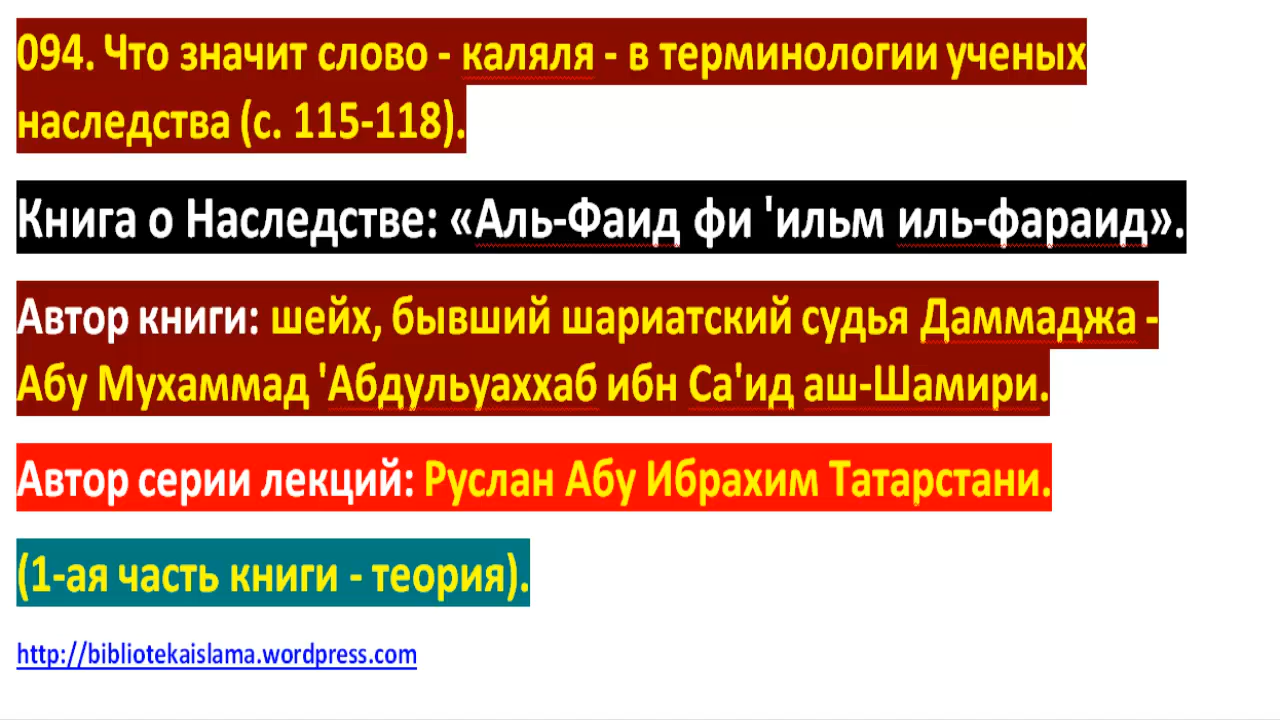 094. Что значит слово - каляля - в терминологии ученых
наследства (с. 115-118).
Книга о Наследстве: «Аль-Фаид фи 'ильм иль-фараид».
Автор книги: шейх, бывший шариатский судья Даммаджа -
Абу Мухаммад 'Абдульуаххаб ибн Са'ид аш-Шамири.
Автор серии лекций: Руслан Абу Ибрахим Татарстани.
(1-ая часть книги - теория).
http://bibliotekaislama.wordpress.com